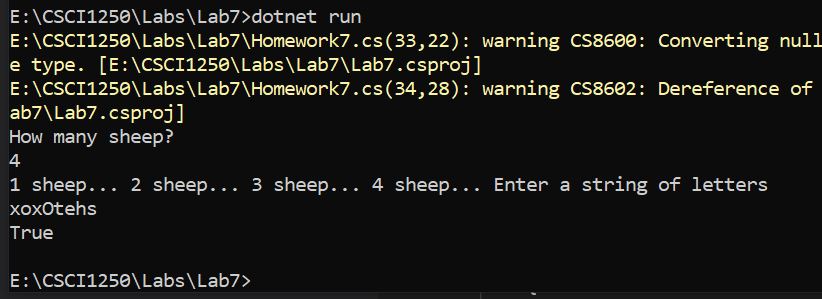 E:\CSCI1250\Labs\Lab7>dotnet run
E:\CSCI1250\Labs\Lab7\Homework7.cs(33,22): warning CS8600: Converting null
e type. [E:\CSCI1250\Labs\Lab7\Lab7.csproj]
E:\CSCI1250\Labs\Lab7\Homework7.cs(34,28): warning CS8602: Dereference of
ab7\Lab7.csproj]
How many sheep?
4
1 sheep... 2 sheep... 3 sheep... 4 sheep... Enter a string of letters
xoxOtehs
True
E:\CSCI1250\Labs\Lab7>